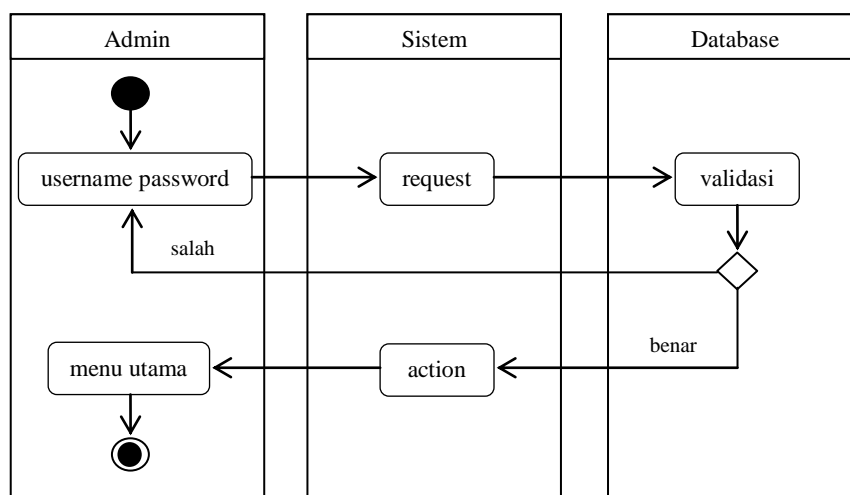 Admin
Sistem
Database
username password
request
validasi
salah
benar
menu utama
action